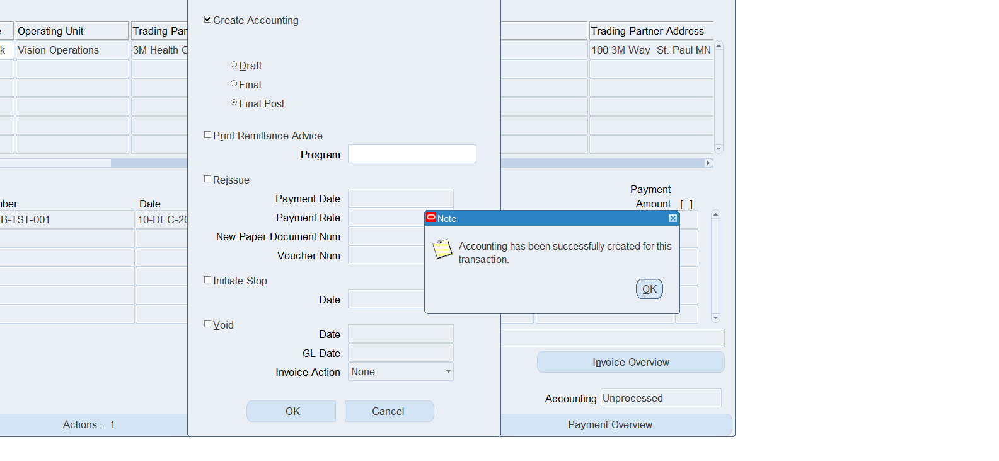 Create Accounting
Operating Unit
Trading Par
Trading Partner Address
k
Vision Operations
3M Health C
100 3M Way  St. Paul MN
Draft
Final
Final Post
Print Remittance Advice
Program
Reissue
Payment Date
Payment Rate
New Paper Document Num
Voucher Num
Payment
Amount [ ]
nber
Date
B-TST-001
10-DEC-20
Note
Accounting has been successfully created for this
transaction.
OK
Initiate Stop
Date
Void
Date
GL Date
Invoice Action
None
Invoice Overview
Accounting
Unprocessed
OK
Cancel
Actions... 1
Payment Overview